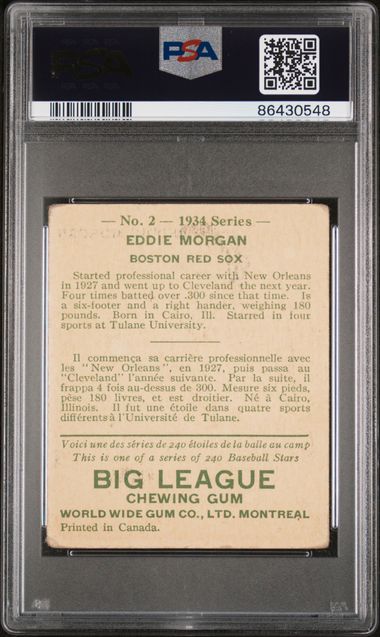 PSA
PSA
86430548
— No. 2 — 1934 Series —
EDDIE MORGAN
BOSTON RED SOX
Started professional career with New Orleans
in 1927 and went up to Cleveland the next year.
Four times batted over .300 since that time. Is
a six-footer and a right hander, weighing 180
pounds. Born in Cairo, Ill. Starred in four
sports at Tulane University.
Il commença sa carrière professionnelle avec
les "New Orleans", en 1927, puis passa au
"Cleveland" l'année suivante. Par la suite, il
frappa 4 fois au-dessus de 300. Mesure six pieds,
pèse 180 livres, et est droitier. Né à Cairo,
Illinois. Il fut une étoile dans quatre sports
différents à l'Université de Tulane.
Voici une des séries de 240 étoiles de la balle au camp
This is one of a series of 240 Baseball Stars
BIG LEAGUE
CHEWING GUM
WORLD WIDE GUM CO., LTD. MONTREAL
Printed in Canada.